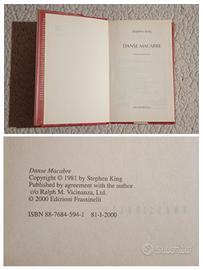 Stephen King
DANSE MACABRE
Danse Macabre
Copyright © 1981 by Stephen King
Published by agreement with the author
c/o Ralph M. Vicinanza, Ltd.
© 2000 Edizioni Frassinelli
ISBN 88-7684-594-1 81-I-2000
subito